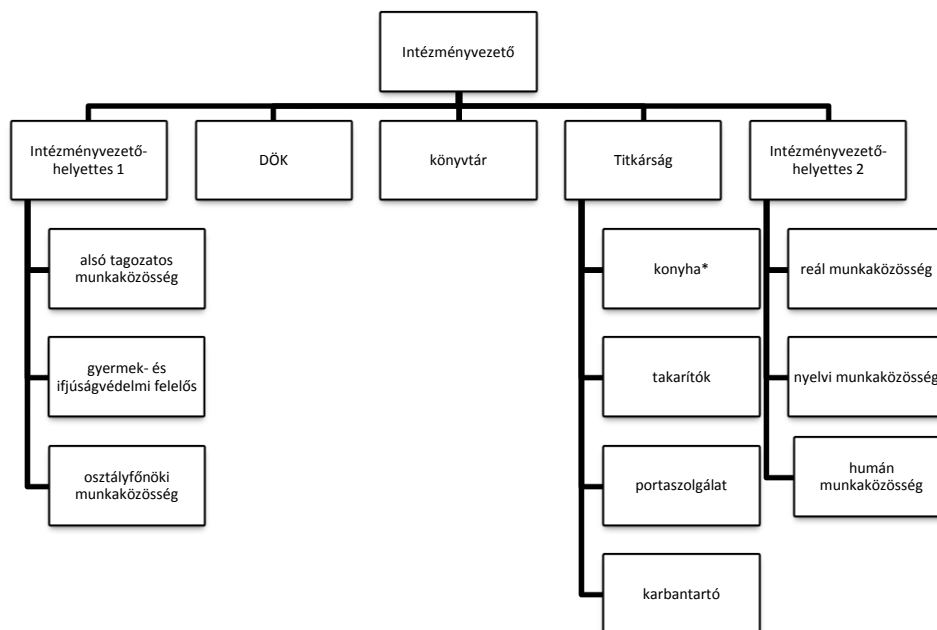 Intézményvezető
Intézményvezető-
helyettes 1
DÖK
könyvtár
Titkárság
Intézményvezető-
helyettes 2
alsó tagozatos
munkaközösség
gyermek- és
ifjúságvédelmi felelős
osztályfőnöki
munkaközösség
konyha*
takarítók
portaszolgálat
karbantartó
reál munkaközösség
nyelvi munkaközösség
humán
munkaközösség